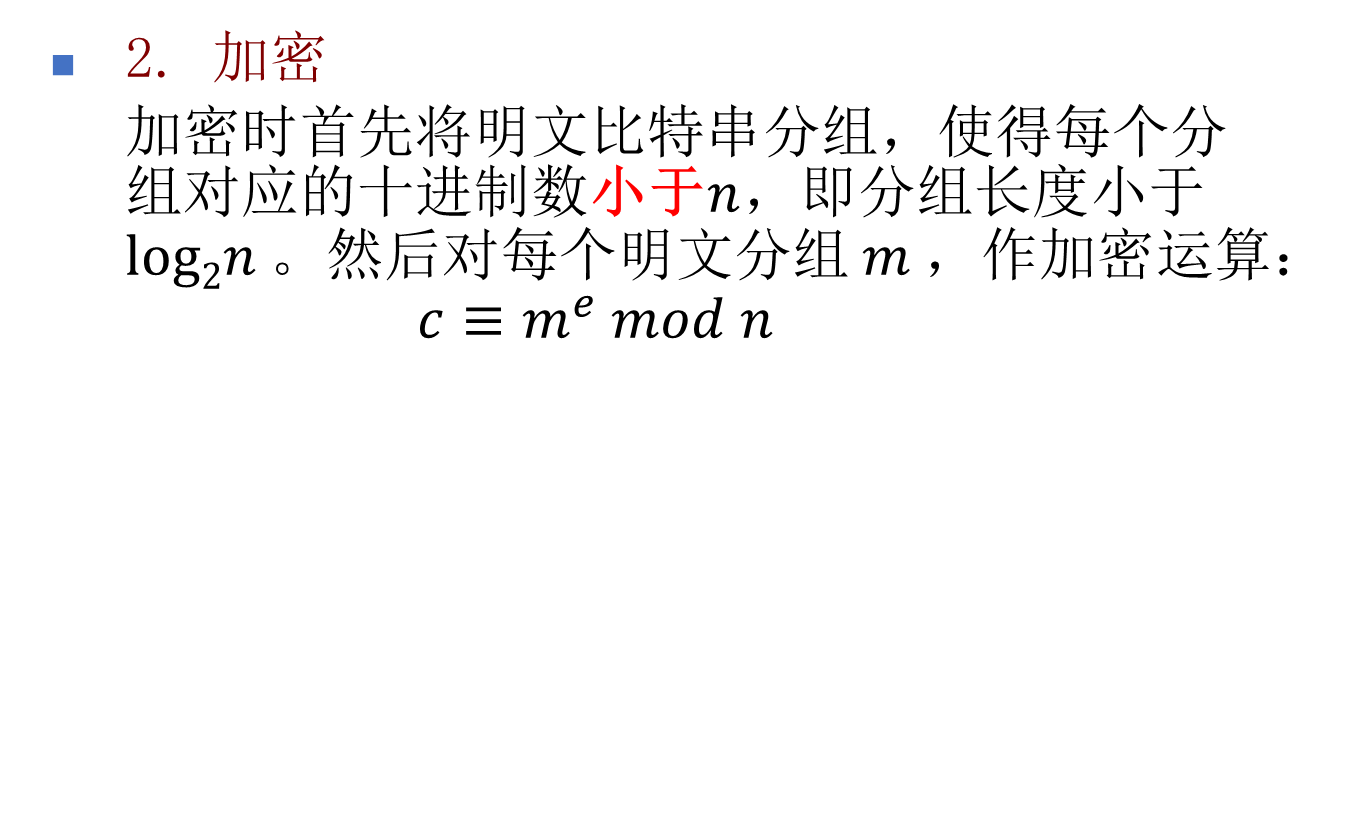 2. 加密
加密时首先将明文比特串分组，使得每个分
组对应的十进制数小于n，即分组长度小于
log₂n 。然后对每个明文分组 m ，作加密运算：
c ≡ mᵉ mod n